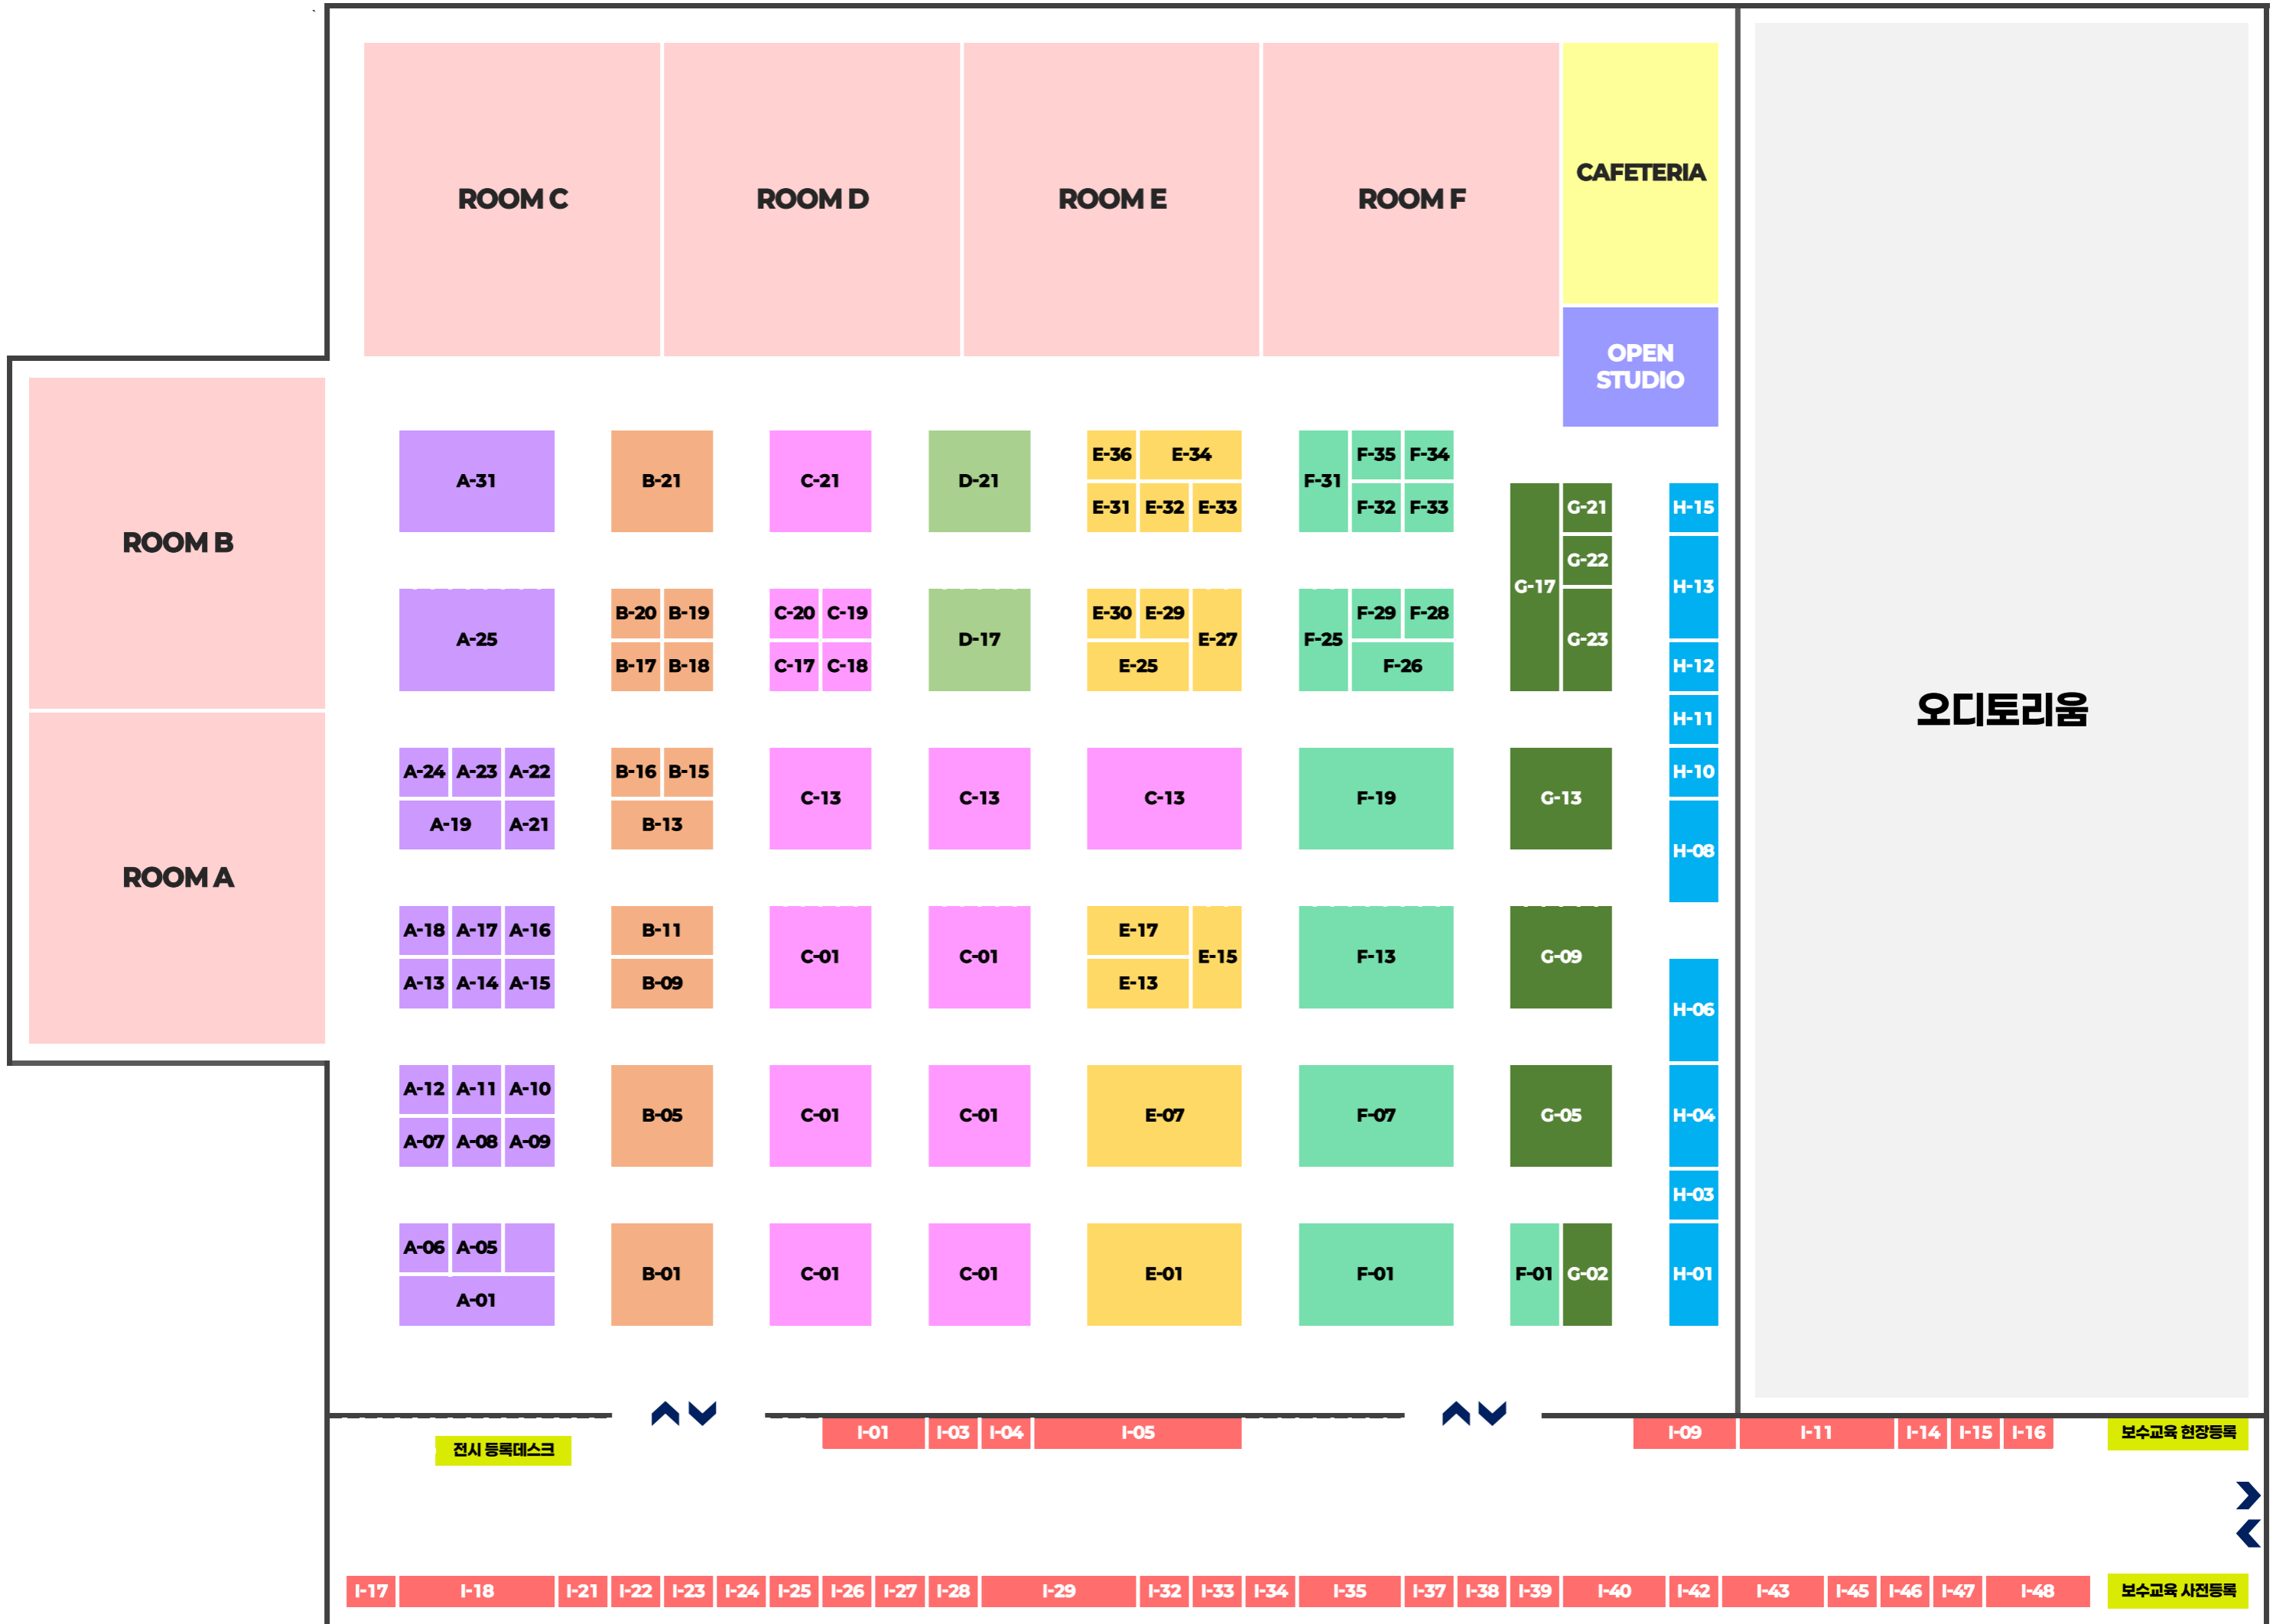 ROOM C
ROOM D
ROOM E
ROOM F
CAFETERIA
OPEN
STUDIO
ROOM B
ROOM A
오디토리움
A-31
B-21
C-21
D-21
E-36
E-34
E-31
E-32
E-33
F-31
F-35
F-34
F-32
F-33
G-17
G-21
G-22
G-23
H-15
H-13
H-12
H-11
H-10
H-08
A-25
B-20
B-19
B-17
B-18
C-20
C-19
C-17
C-18
D-17
E-30
E-29
E-27
E-25
F-25
F-29
F-28
F-26
A-24
A-23
A-22
A-19
A-21
B-16
B-15
B-13
C-13
C-13
C-13
F-19
G-13
A-18
A-17
A-16
A-13
A-14
A-15
B-11
B-09
C-01
C-01
E-17
E-15
E-13
F-13
G-09
H-06
A-12
A-11
A-10
A-07
A-08
A-09
B-05
C-01
C-01
E-07
F-07
G-05
H-04
H-03
A-06
A-05
A-01
B-01
C-01
C-01
E-01
F-01
F-01
G-02
H-01
전시 등록데스크
I-01
I-03
I-04
I-05
I-09
I-11
I-14
I-15
I-16
보수교육 현장등록
I-17
I-18
I-21
I-22
I-23
I-24
I-25
I-26
I-27
I-28
I-29
I-32
I-33
I-34
I-35
I-37
I-38
I-39
I-40
I-42
I-43
I-45
I-46
I-47
I-48
보수교육 사전등록